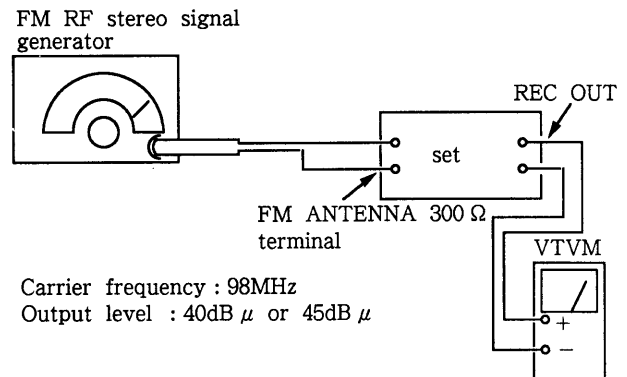 FM RF stereo signal
generator
REC OUT
set
FM ANTENNA 300 Ω
terminal
VTVM
+
−
Carrier frequency : 98MHz
Output level : 40dB μ or 45dB μ